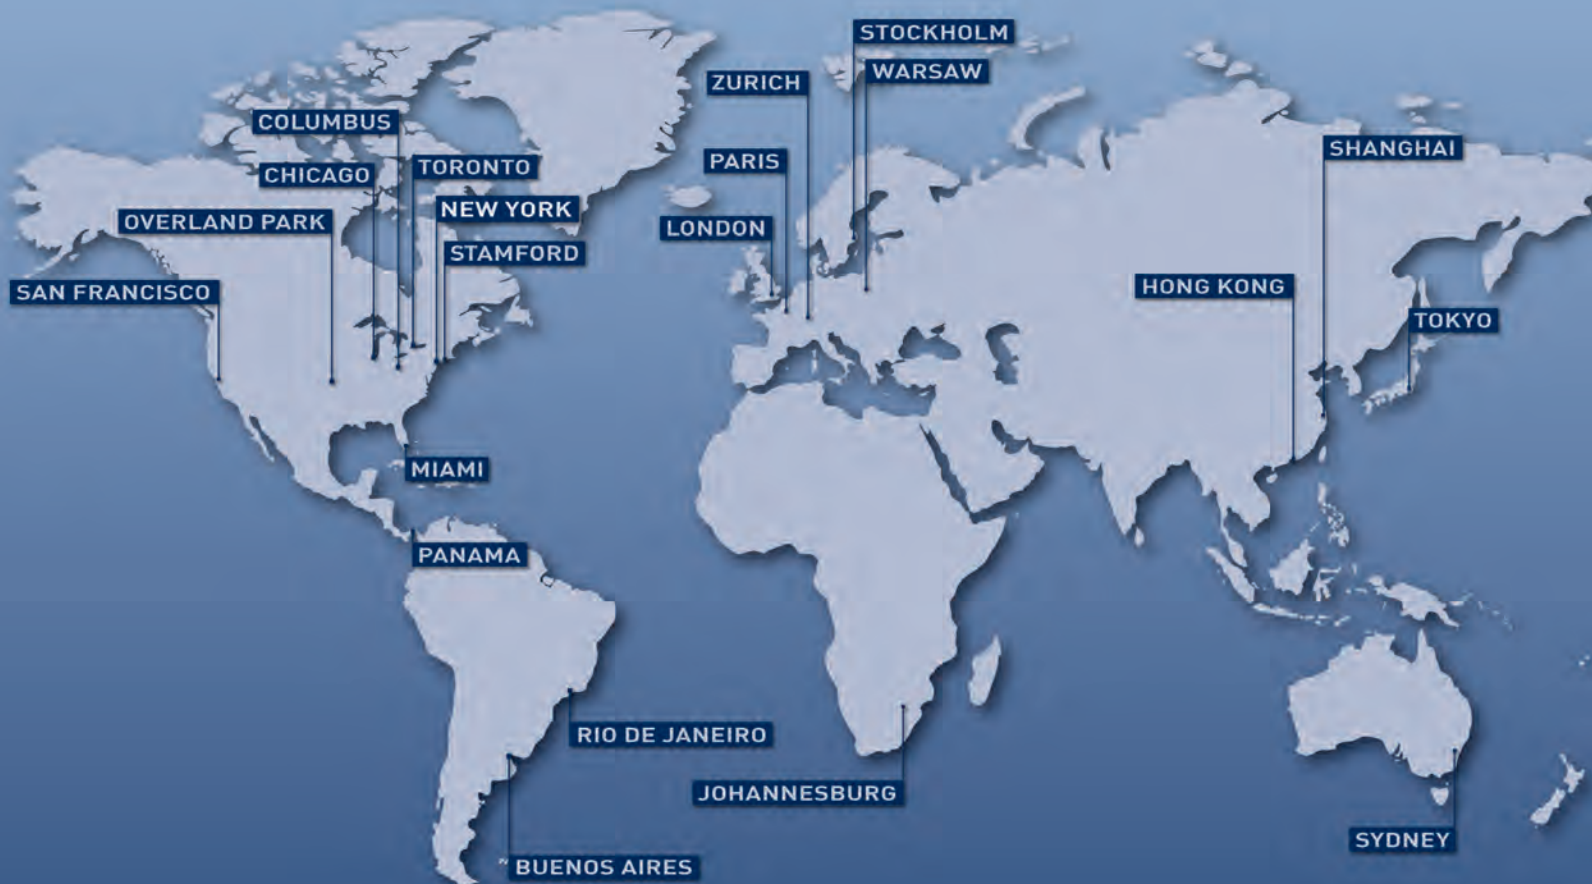 STOCKHOLM
WARSAW
ZURICH
COLUMBUS
SHANGHAI
PARIS
TORONTO
CHICAGO
NEW YORK
OVERLAND PARK
LONDON
STAMFORD
HONG KONG
SAN FRANCISCO
TOKYO
MIAMI
PANAMA
RIO DE JANEIRO
JOHANNESBURG
SYDNEY
BUENOS AIRES